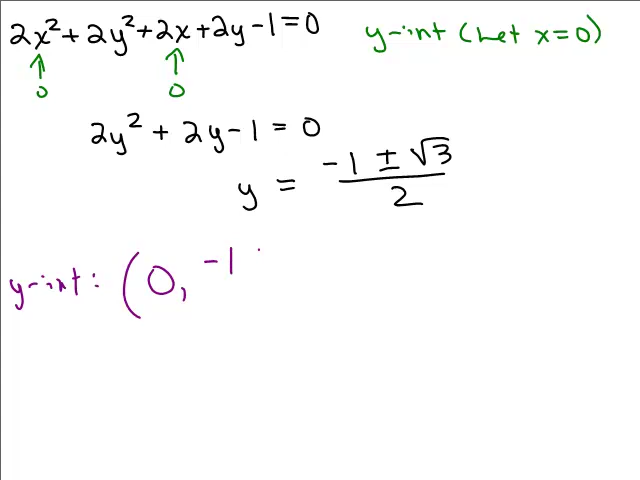 2x² + 2y² + 2x + 2y - 1 = 0 y-int (Let x = 0)
↑ ↑
0 0
2y² + 2y - 1 = 0
y = (-1 ± √3)/2
y-int: (0, -1